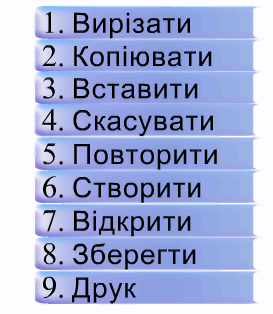 1. Вирізати
2. Копіювати
3. Вставити
4. Скасувати
5. Повторити
6. Створити
7. Відкрити
8. Зберегти
9. Друк